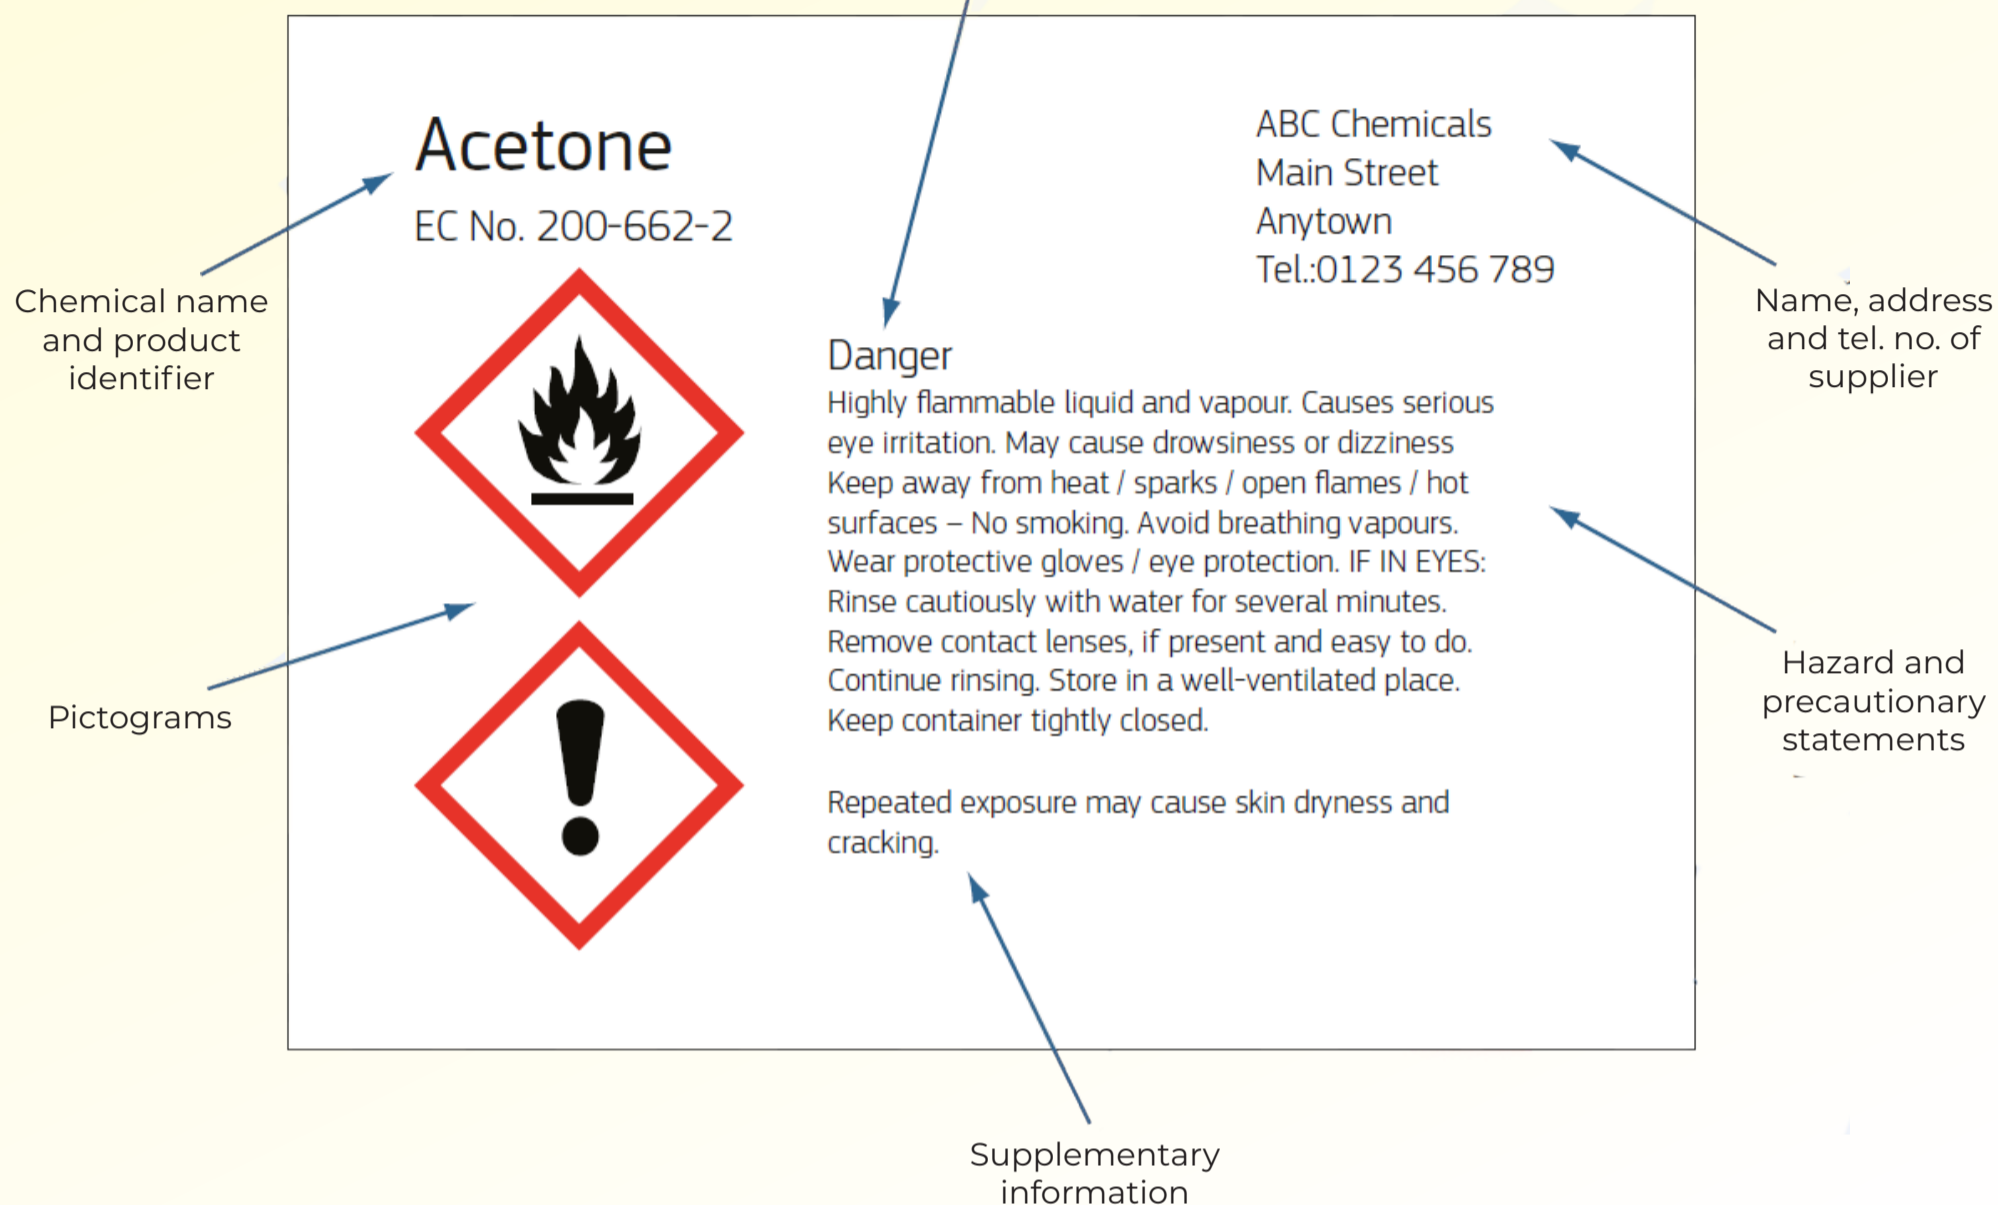 Acetone
EC No. 200-662-2
ABC Chemicals
Main Street
Anytown
Tel.:0123 456 789
Chemical name
and product
identifier
Name, address
and tel. no. of
supplier
Danger
Highly flammable liquid and vapour. Causes serious
eye irritation. May cause drowsiness or dizziness
Keep away from heat / sparks / open flames / hot
surfaces – No smoking. Avoid breathing vapours.
Wear protective gloves / eye protection. IF IN EYES:
Rinse cautiously with water for several minutes.
Remove contact lenses, if present and easy to do.
Continue rinsing. Store in a well-ventilated place.
Keep container tightly closed.
Repeated exposure may cause skin dryness and
cracking.
Pictograms
Hazard and
precautionary
statements
Supplementary
information